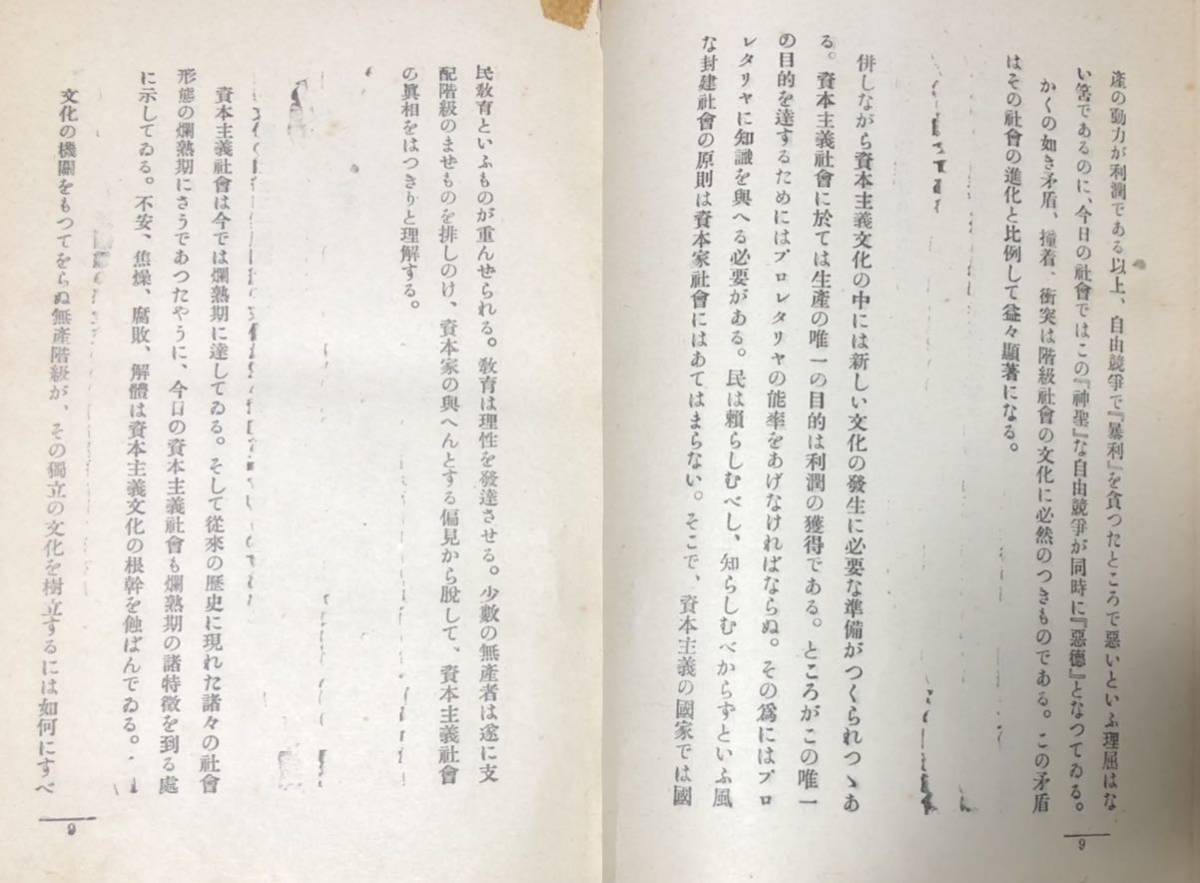 產の動力が利潤である以上、自由競爭で『暴利』を貪つたところで惡いといふ理屈はな
い筈であるのに、今日の社會ではこの『神聖』な自由競爭が同時に『惡德』となつてゐる。
かくの如き矛盾、撞着、衝突は階級社會の文化に必然のつきものである。この矛盾
はその社會の進化と比例して益々顯著になる。
併しながら資本主義文化の中には新しい文化の發生に必要な準備がつくられつゝあ
る。資本主義社會に於ては生產の唯一の目的は利潤の獲得である。ところがこの唯一
の目的を達するためにはプロレタリヤの能率をあげなければならぬ。その爲にはプロ
レタリヤに知識を與へる必要がある。民は賴らしむべし、知らしむべからずといふ風
な封建社會の原則は資本家社會にはあてはまらない。そこで、資本主義の國家では國
9
民敎育といふものが重んせられる。敎育は理性を發達させる。少數の無產者は遂に支
配階級のませものを排しのけ、資本家の與へんとする偏見から脫して、資本主義社會
の眞相をはつきりと理解する。
資本主義社會は今では爛熟期に達してゐる。そして從來の歷史に現れた諸々の社會
形態の爛熟期にさうであつたやうに、今日の資本主義社會も爛熟期の諸特徵を到る處
に示してゐる。不安、焦燥、腐敗、解體は資本主義文化の根幹を蝕ばんでゐる。
文化の機關をもつてをらぬ無產階級が、その獨立の文化を樹立するには如何にすべ
9